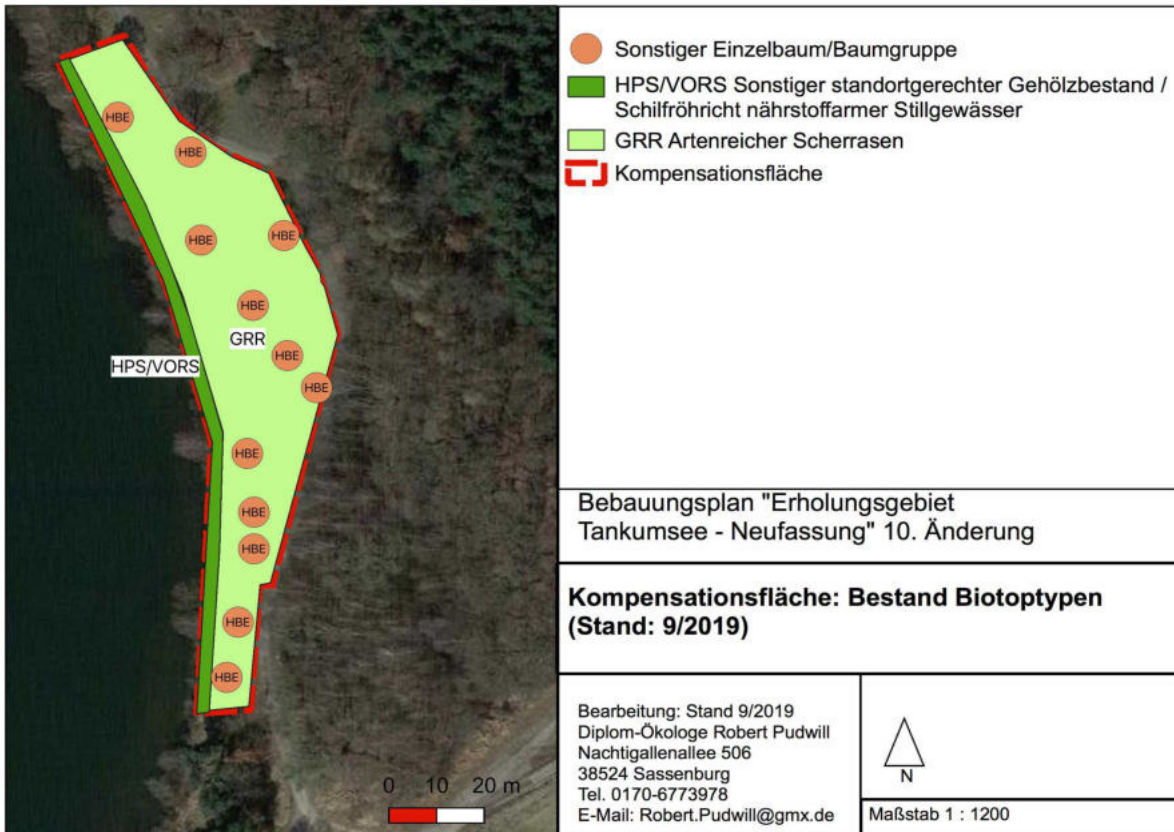 HBE
HBE
HBE
HBE
HBE
GRR
HBE
HPS/VORS
HBE
HBE
HBE
HBE
HBE
HBE
0 10 20 m
Sonstiger Einzelbaum/Baumgruppe
HPS/VORS Sonstiger standortgerechter Gehölzbestand /
Schilfröhricht nährstoffarmer Stillgewässer
GRR Artenreicher Scherrasen
Kompensationsfläche
Bebauungsplan "Erholungsgebiet
Tankumsee - Neufassung" 10. Änderung
Kompensationsfläche: Bestand Biotoptypen
(Stand: 9/2019)
Bearbeitung: Stand 9/2019
Diplom-Ökologe Robert Pudwill
Nachtigallenallee 506
38524 Sassenburg
Tel. 0170-6773978
E-Mail: Robert.Pudwill@gmx.de
N
Maßstab 1 : 1200